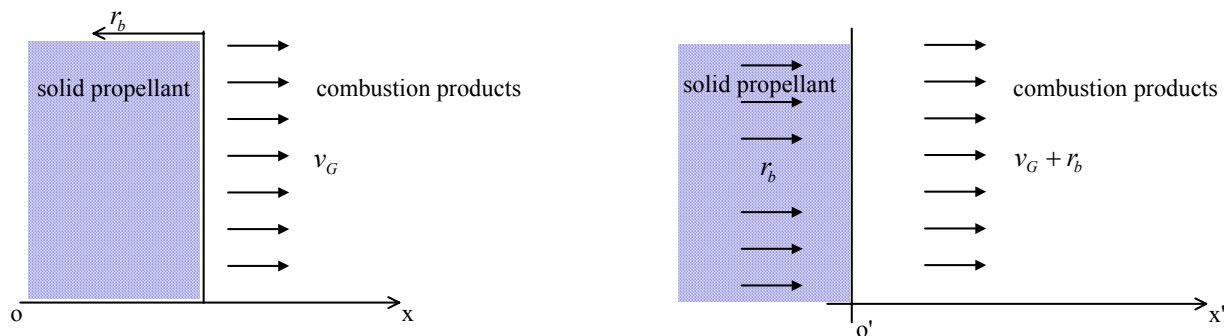 r_b
solid propellant combustion products
v_G
o x
solid propellant combustion products
r_b v_G + r_b
o' x'